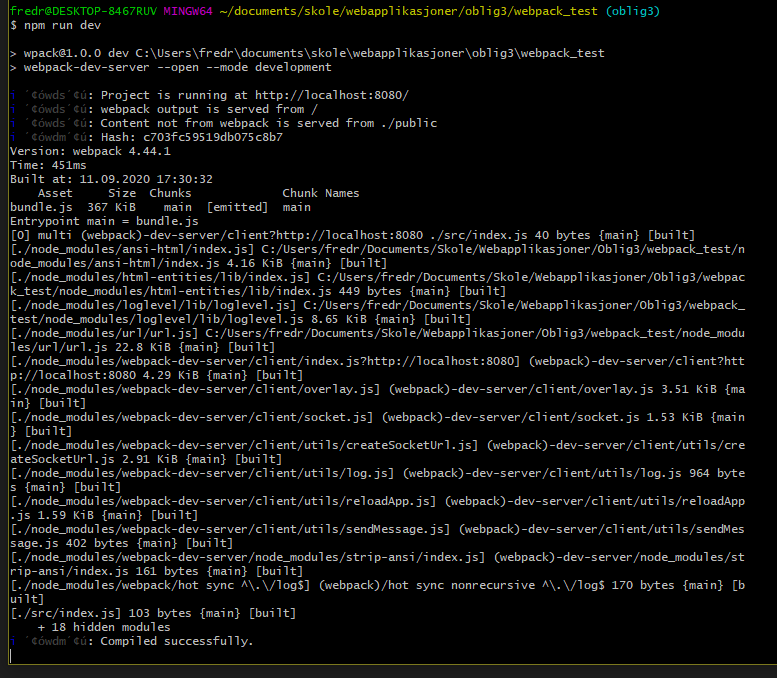 fredr@DESKTOP-8467RUV MINGW64 ~/documents/skole/webapplikasjoner/oblig3/webpack_test (oblig3)
$ npm run dev
> wpack@1.0.0 dev C:\Users\fredr\documents\skole\webapplikasjoner\oblig3\webpack_test
> webpack-dev-server --open --mode development
: Project is running at http://localhost:8080/
: webpack output is served from /
: Content not from webpack is served from ./public
: Hash: c703fc59519db075c8b7
Version: webpack 4.44.1
Time: 451ms
Built at: 11.09.2020 17:30:32
Asset Size Chunks Chunk Names
bundle.js 367 KiB main [emitted] main
Entrypoint main = bundle.js
[0] multi (webpack)-dev-server/client?http://localhost:8080 ./src/index.js 40 bytes {main} [built]
[./node_modules/ansi-html/index.js] C:/Users/fredr/Documents/Skole/Webapplikasjoner/Oblig3/webpack_test/n
ode_modules/ansi-html/index.js 4.16 KiB {main} [built]
[./node_modules/html-entities/lib/index.js] C:/Users/fredr/Documents/Skole/Webapplikasjoner/Oblig3/webpac
k_test/node_modules/html-entities/lib/index.js 449 bytes {main} [built]
[./node_modules/loglevel/lib/loglevel.js] C:/Users/fredr/Documents/Skole/Webapplikasjoner/Oblig3/webpack_
test/node_modules/loglevel/lib/loglevel.js 8.65 KiB {main} [built]
[./node_modules/url/url.js] C:/Users/fredr/Documents/Skole/Webapplikasjoner/Oblig3/webpack_test/node_modu
les/url/url.js 22.8 KiB {main} [built]
[./node_modules/webpack-dev-server/client/index.js?http://localhost:8080] (webpack)-dev-server/client?htt
p://localhost:8080 4.29 KiB {main} [built]
[./node_modules/webpack-dev-server/client/overlay.js] (webpack)-dev-server/client/overlay.js 3.51 KiB {ma
in} [built]
[./node_modules/webpack-dev-server/client/socket.js] (webpack)-dev-server/client/socket.js 1.53 KiB {main
} [built]
[./node_modules/webpack-dev-server/client/utils/createSocketUrl.js] (webpack)-dev-server/client/utils/cre
ateSocketUrl.js 2.91 KiB {main} [built]
[./node_modules/webpack-dev-server/client/utils/log.js] (webpack)-dev-server/client/utils/log.js 964 byte
s {main} [built]
[./node_modules/webpack-dev-server/client/utils/reloadApp.js] (webpack)-dev-server/client/utils/reloadApp
.js 1.59 KiB {main} [built]
[./node_modules/webpack-dev-server/client/utils/sendMessage.js] (webpack)-dev-server/client/utils/sendMes
sage.js 402 bytes {main} [built]
[./node_modules/webpack-dev-server/node_modules/strip-ansi/index.js] (webpack)-dev-server/node_modules/st
rip-ansi/index.js 161 bytes {main} [built]
[./node_modules/webpack/hot sync ^\.\/log$] (webpack)/hot sync nonrecursive ^\.\/log$ 170 bytes {main} [b
uilt]
[./src/index.js] 103 bytes {main} [built]
+ 18 hidden modules
: Compiled successfully.